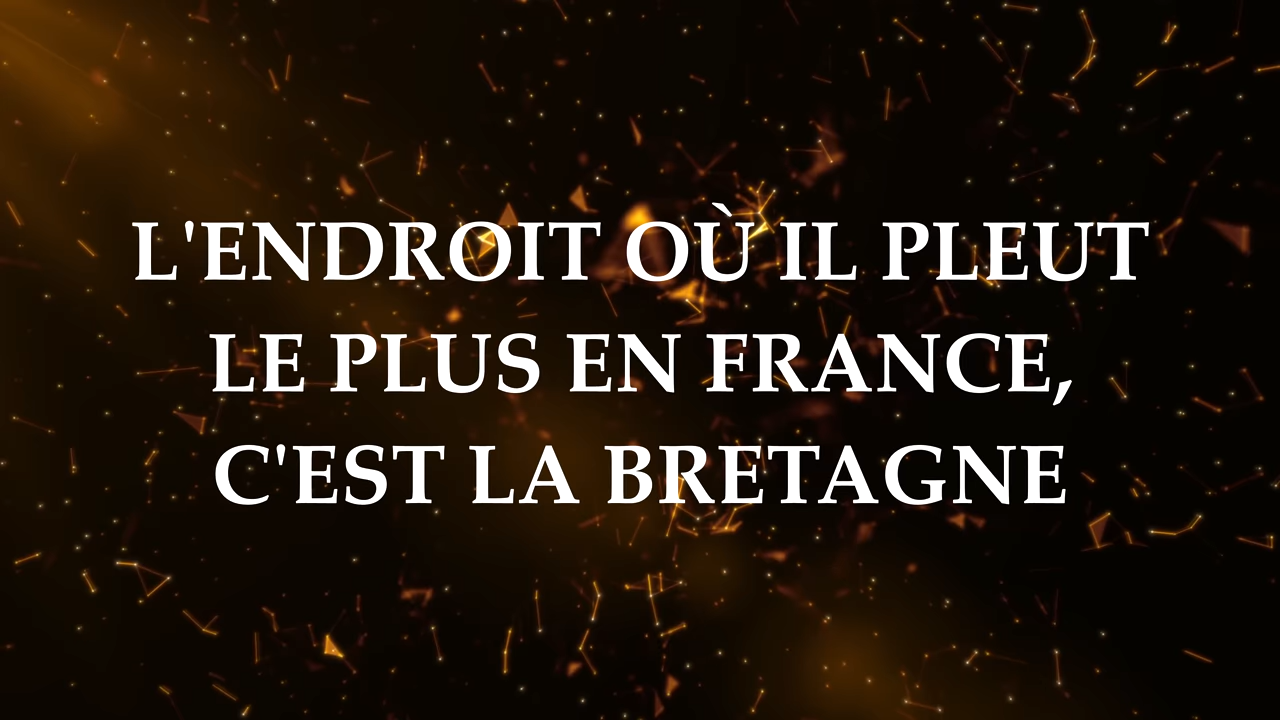 L'ENDROIT OÙ IL PLEUT
LE PLUS EN FRANCE,
C'EST LA BRETAGNE